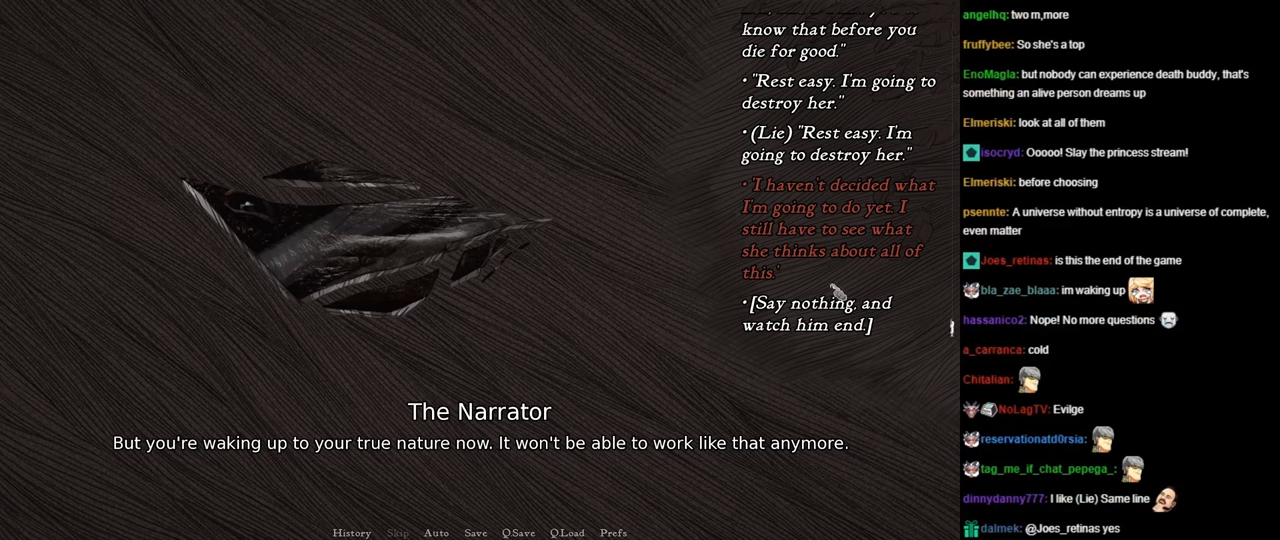 know that before you
die for good."
• "Rest easy. I'm going to
destroy her."
• (Lie) "Rest easy. I'm
going to destroy her."
• "I haven't decided what
I'm going to do yet. I
still have to see what
she thinks about all of
this."
• [Say nothing, and
watch him end.]
The Narrator
But you're waking up to your true nature now. It won't be able to work like that anymore.
History Skip Auto Save Q.Save Q.Load Prefs
angelhq: two m,more
fruffybee: So she's a top
EnoMagla: but nobody can experience death buddy, that's
something an alive person dreams up
Elmeriski: look at all of them
isocryd: Ooooo! Slay the princess stream!
Elmeriski: before choosing
psennte: A universe without entropy is a universe of complete,
even matter
Joes_retinas: is this the end of the game
bla_zae_blaaa: im waking up
hassanico2: Nope! No more questions
a_carranca: cold
Chitalian:
NoLagTV: Evilge
reservationatd0rsia:
tag_me_if_chat_pepega_:
dinnydanny777: I like (Lie) Same line
dalmek: @Joes_retinas yes